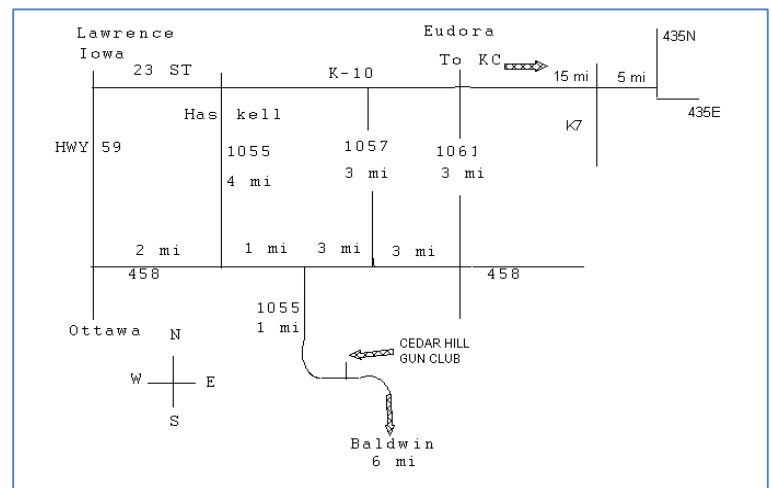 Lawrence
Iowa
Eudora
To KC
435N
23 ST
K-10
15 mi
5 mi
435E
Has kell
K7
HWY 59
1055
4 mi
1057
3 mi
1061
3 mi
2 mi
1 mi
3 mi
3 mi
458
458
1055
1 mi
Ottawa
N
W
E
S
CEDAR HILL
GUN CLUB
Baldwin
6 mi